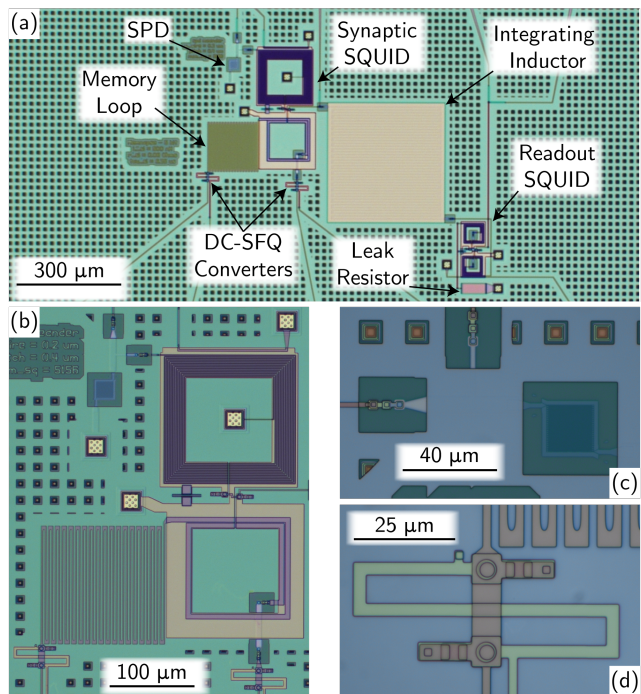 (a)
SPD
Synaptic
SQUID
Integrating
Inductor
Memory
Loop
Readout
SQUID
DC-SFQ
Converters
Leak
Resistor
300 μm
(b)
100 μm
40 μm
(c)
25 μm
(d)